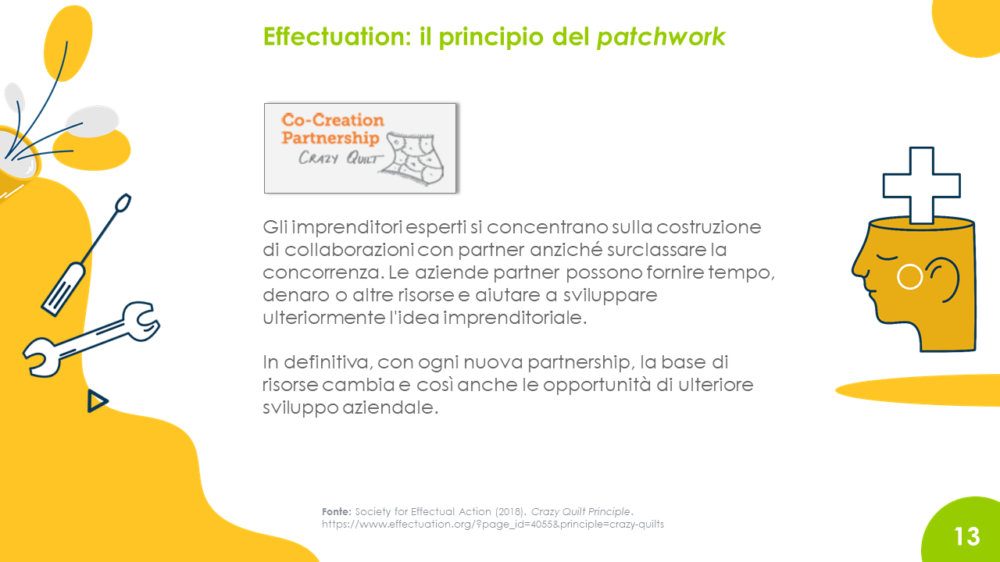 Effectuation: il principio del patchwork
Co-Creation
Partnership
CRAZY QUILT
Gli imprenditori esperti si concentrano sulla costruzione
di collaborazioni con partner anziché surclassare la
concorrenza. Le aziende partner possono fornire tempo,
denaro o altre risorse e aiutare a sviluppare
ulteriormente l'idea imprenditoriale.
In definitiva, con ogni nuova partnership, la base di
risorse cambia e così anche le opportunità di ulteriore
sviluppo aziendale.
Fonte: Society for Effectual Action (2018). Crazy Quilt Principle.
https://www.effectuation.org/?page_id=4055&principle=crazy-quilts
13